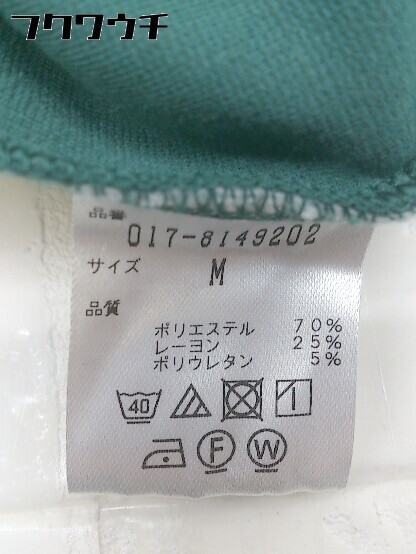 フクワウチ
品番
017-8149202
サイズ M
品質
ポリエステル 70%
レーヨン 25%
ポリウレタン 5%
40 1
F W